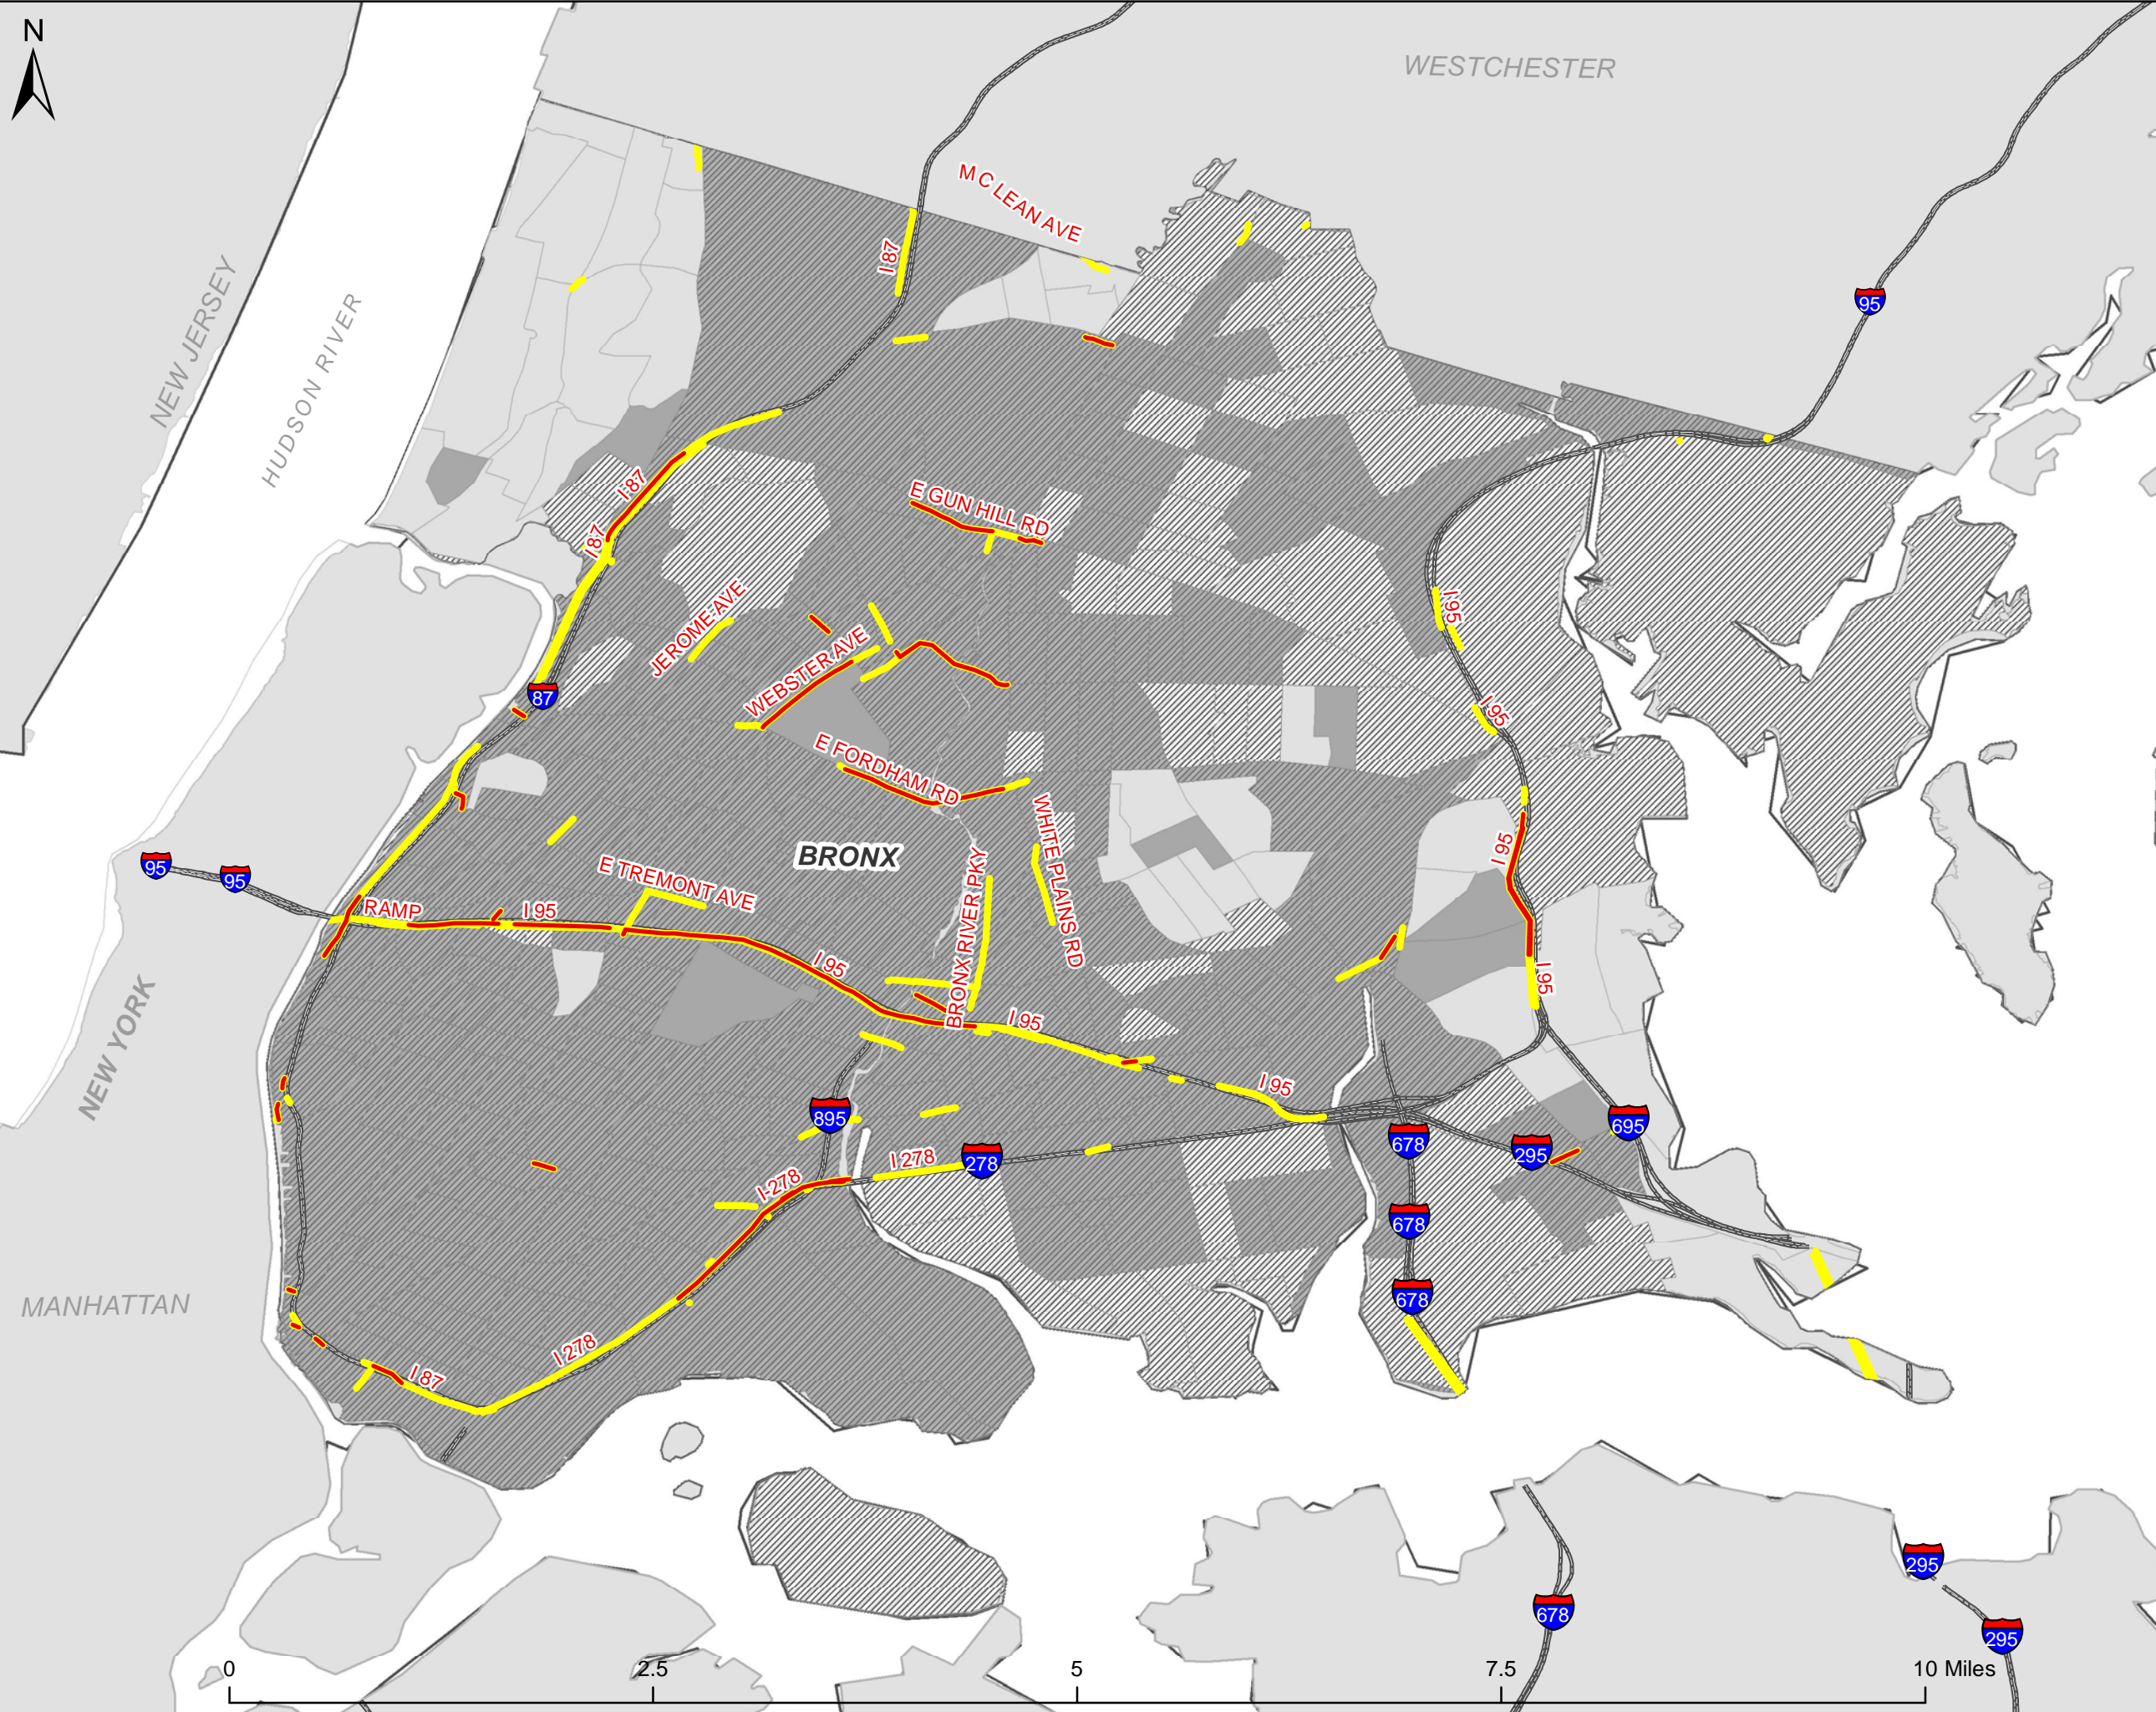 N
WESTCHESTER
M C LEAN AVE
I 87
NEW JERSEY
HUDSON RIVER
95
I 87
E GUN HILL RD
I 87
JEROME AVE
WEBSTER AVE
I 95
87
I 95
E FORDHAM RD
WHITE PLAINS RD
I 95
BRONX
95
95
E TREMONT AVE
BRONX RIVER PKY
RAMP
I 95
I 95
I 95
NEW YORK
I 95
I 95
895
278
I 278
678
295
695
I-278
678
678
MANHATTAN
I 278
I 87
295
678
295
0
2.5
5
7.5
10 Miles